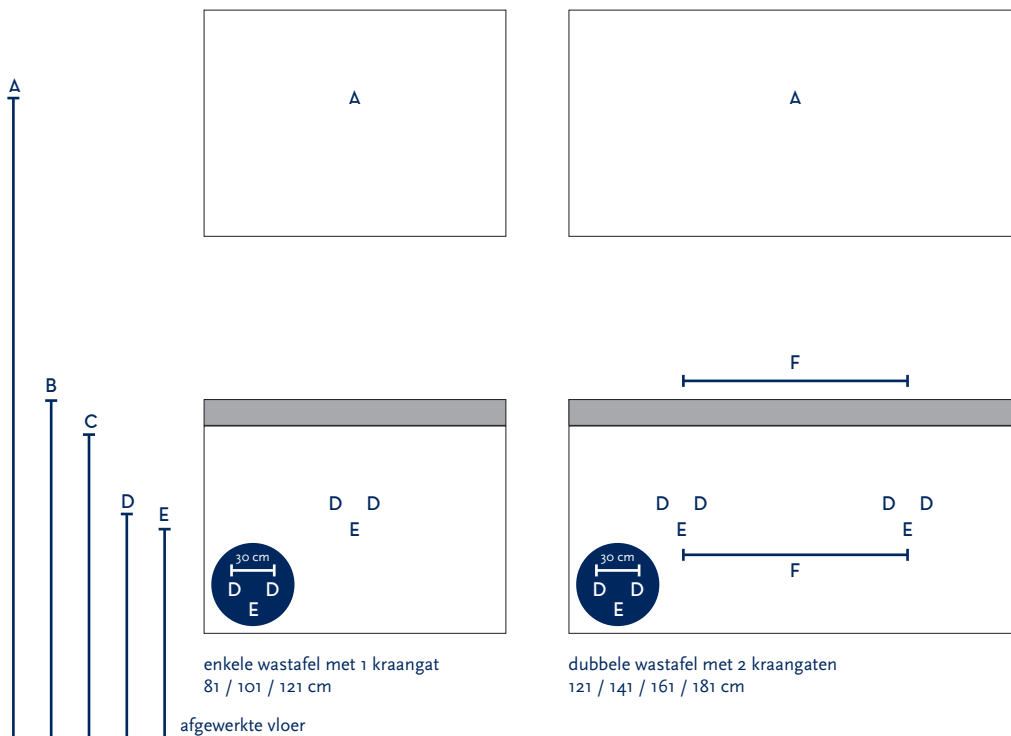 A
A
A
B
F
C
D
E
D D
E
D D
E
D D
E
F
30 cm
D D
E
30 cm
D D
E
enkele wastafel met 1 kraangat
81 / 101 / 121 cm
dubbele wastafel met 2 kraangaten
121 / 141 / 161 / 181 cm
afgewerkte vloer